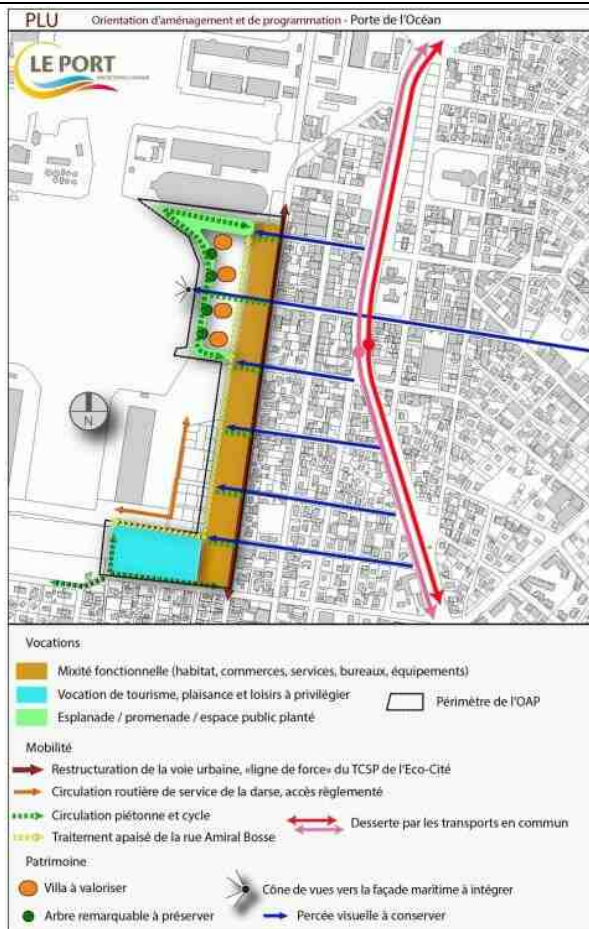 PLU Orientation d'aménagement et de programmation - Porte de l'Océan
LE PORT
N
Vocations
Mixité fonctionnelle (habitat, commerces, services, bureaux, équipements)
Vocation de tourisme, plaisance et loisirs à privilégier
Périmètre de l'OAP
Esplanade / promenade / espace public planté
Mobilité
Restructuration de la voie urbaine, «ligne de force» du TCSP de l'Eco-Cité
Circulation routière de service de la darse, accès règlementé
Circulation piétonne et cycle
Desserte par les transports en commun
Traitement apaisé de la rue Amiral Bosse
Patrimoine
Villa à valoriser
Cône de vues vers la façade maritime à intégrer
Arbre remarquable à préserver
Percée visuelle à conserver